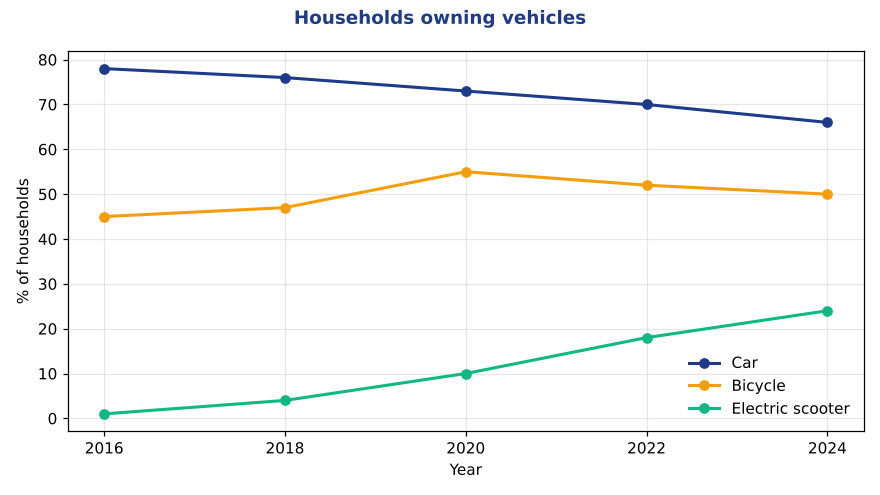 Households owning vehicles
% of households
80
70
60
50
40
30
20
10
0
Car
Bicycle
Electric scooter
2016 2018 2020 2022 2024
Year